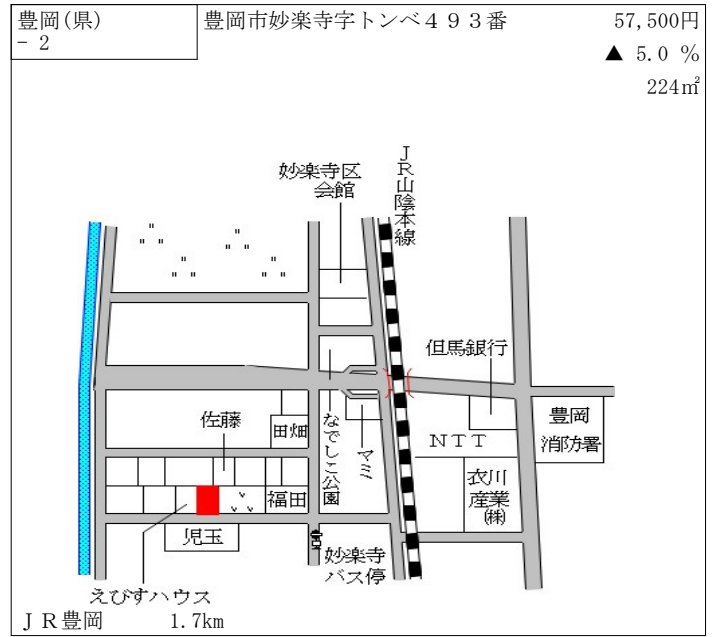 豊岡(県)
- 2
豊岡市妙楽寺字トンベ４９３番
57,500円
▲ 5.0 %
224㎡
ＪＲ山陰本線
妙楽寺区
会館
但馬銀行
佐藤
田畑
なでしこ公園
マミ
ＮＴＴ
豊岡
消防署
衣川
産業
㈱
福田
児玉
妙楽寺
バス停
えびすハウス
ＪＲ豊岡
1.7km